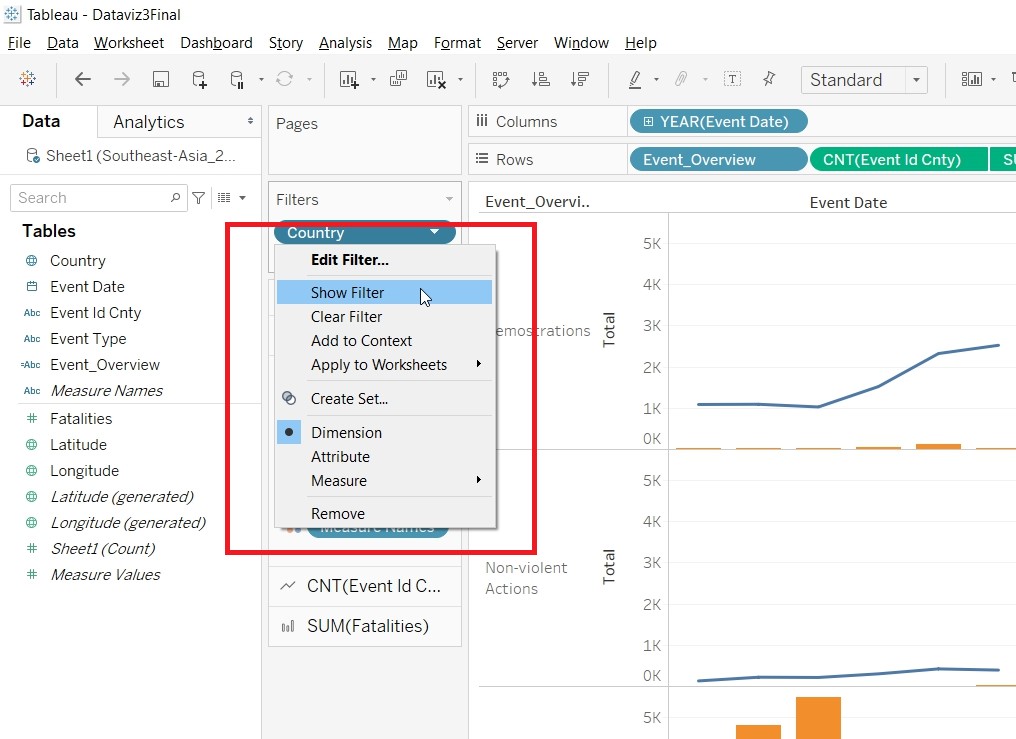 Tableau - Dataviz3Final
File Data Worksheet Dashboard Story Analysis Map Format Server Window Help
Standard
Data Analytics
Sheet1 (Southeast-Asia_2...
Search
Tables
Country
Event Date
Abc Event Id Cnty
Abc Event Type
=Abc Event_Overview
Abc Measure Names
Fatalities
Latitude
Longitude
Latitude (generated)
Longitude (generated)
Sheet1 (Count)
Measure Values
Pages
Filters
Country
Edit Filter...
Show Filter
Clear Filter
Add to Context
Apply to Worksheets
Create Set...
Dimension
Attribute
Measure
Remove
Measure Names
CNT(Event Id C...
SUM(Fatalities)
Columns YEAR(Event Date)
Rows Event_Overview CNT(Event Id Cnty)
Event_Overvi.. Event Date
emostrations
Total
5K
4K
3K
2K
1K
0K
Non-violent
Actions
Total
5K
4K
3K
2K
1K
0K
5K